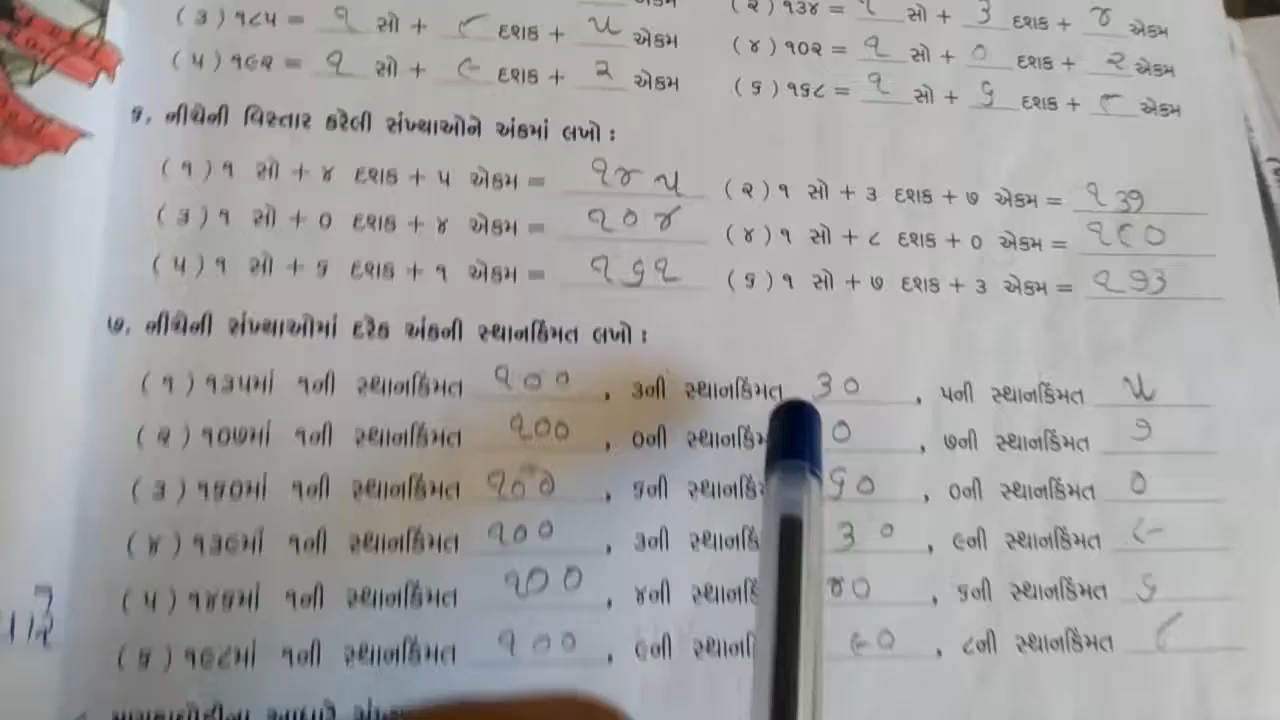 (૩) ૧૮૫ = ૧ સો + ૮ દશક + ૫ એકમ
(૨) ૧૩૪ = ૧ સો + ૩ દશક + ૪ એકમ
(૫) ૧૯૨ = ૧ સો + ૯ દશક + ૨ એકમ
(૪) ૧૦૨ = ૧ સો + ૦ દશક + ૨ એકમ
(૬) ૧૬૮ = ૧ સો + ૬ દશક + ૮ એકમ
૬. નીચેની વિસ્તાર કરેલી સંખ્યાઓને અંકમાં લખો :
(૧) ૧ સો + ૪ દશક + ૫ એકમ = ૧૪૫
(૨) ૧ સો + ૩ દશક + ૭ એકમ = ૧૩૭
(૩) ૧ સો + ૦ દશક + ૪ એકમ = ૧૦૪
(૪) ૧ સો + ૮ દશક + ૦ એકમ = ૧૮૦
(૫) ૧ સો + ૬ દશક + ૧ એકમ = ૧૬૧
(૬) ૧ સો + ૭ દશક + ૩ એકમ = ૧૭૩
૭. નીચેની સંખ્યાઓમાં દરેક અંકની સ્થાનકિંમત લખો :
(૧) ૧૩૫માં ૧ની સ્થાનકિંમત ૧૦૦ , ૩ની સ્થાનકિંમત ૩૦ , ૫ની સ્થાનકિંમત ૫
(૨) ૧૦૭માં ૧ની સ્થાનકિંમત ૧૦૦ , ૦ની સ્થાનકિં ૦ , ૭ની સ્થાનકિંમત ૭
(૩) ૧૬૦માં ૧ની સ્થાનકિંમત ૧૦૦ , ૬ની સ્થાનકિં ૬૦ , ૦ની સ્થાનકિંમત ૦
(૪) ૧૩૯માં ૧ની સ્થાનકિંમત ૧૦૦ , ૩ની સ્થાનકિં ૩૦ , ૯ની સ્થાનકિંમત ૯
(૫) ૧૪૬માં ૧ની સ્થાનકિંમત ૧૦૦ , ૪ની સ્થાનકિં ૪૦ , ૬ની સ્થાનકિંમત ૬
(૬) ૧૯૮માં ૧ની સ્થાનકિંમત ૧૦૦ , ૯ની સ્થાનકિ ૯૦ , ૮ની સ્થાનકિંમત ૮